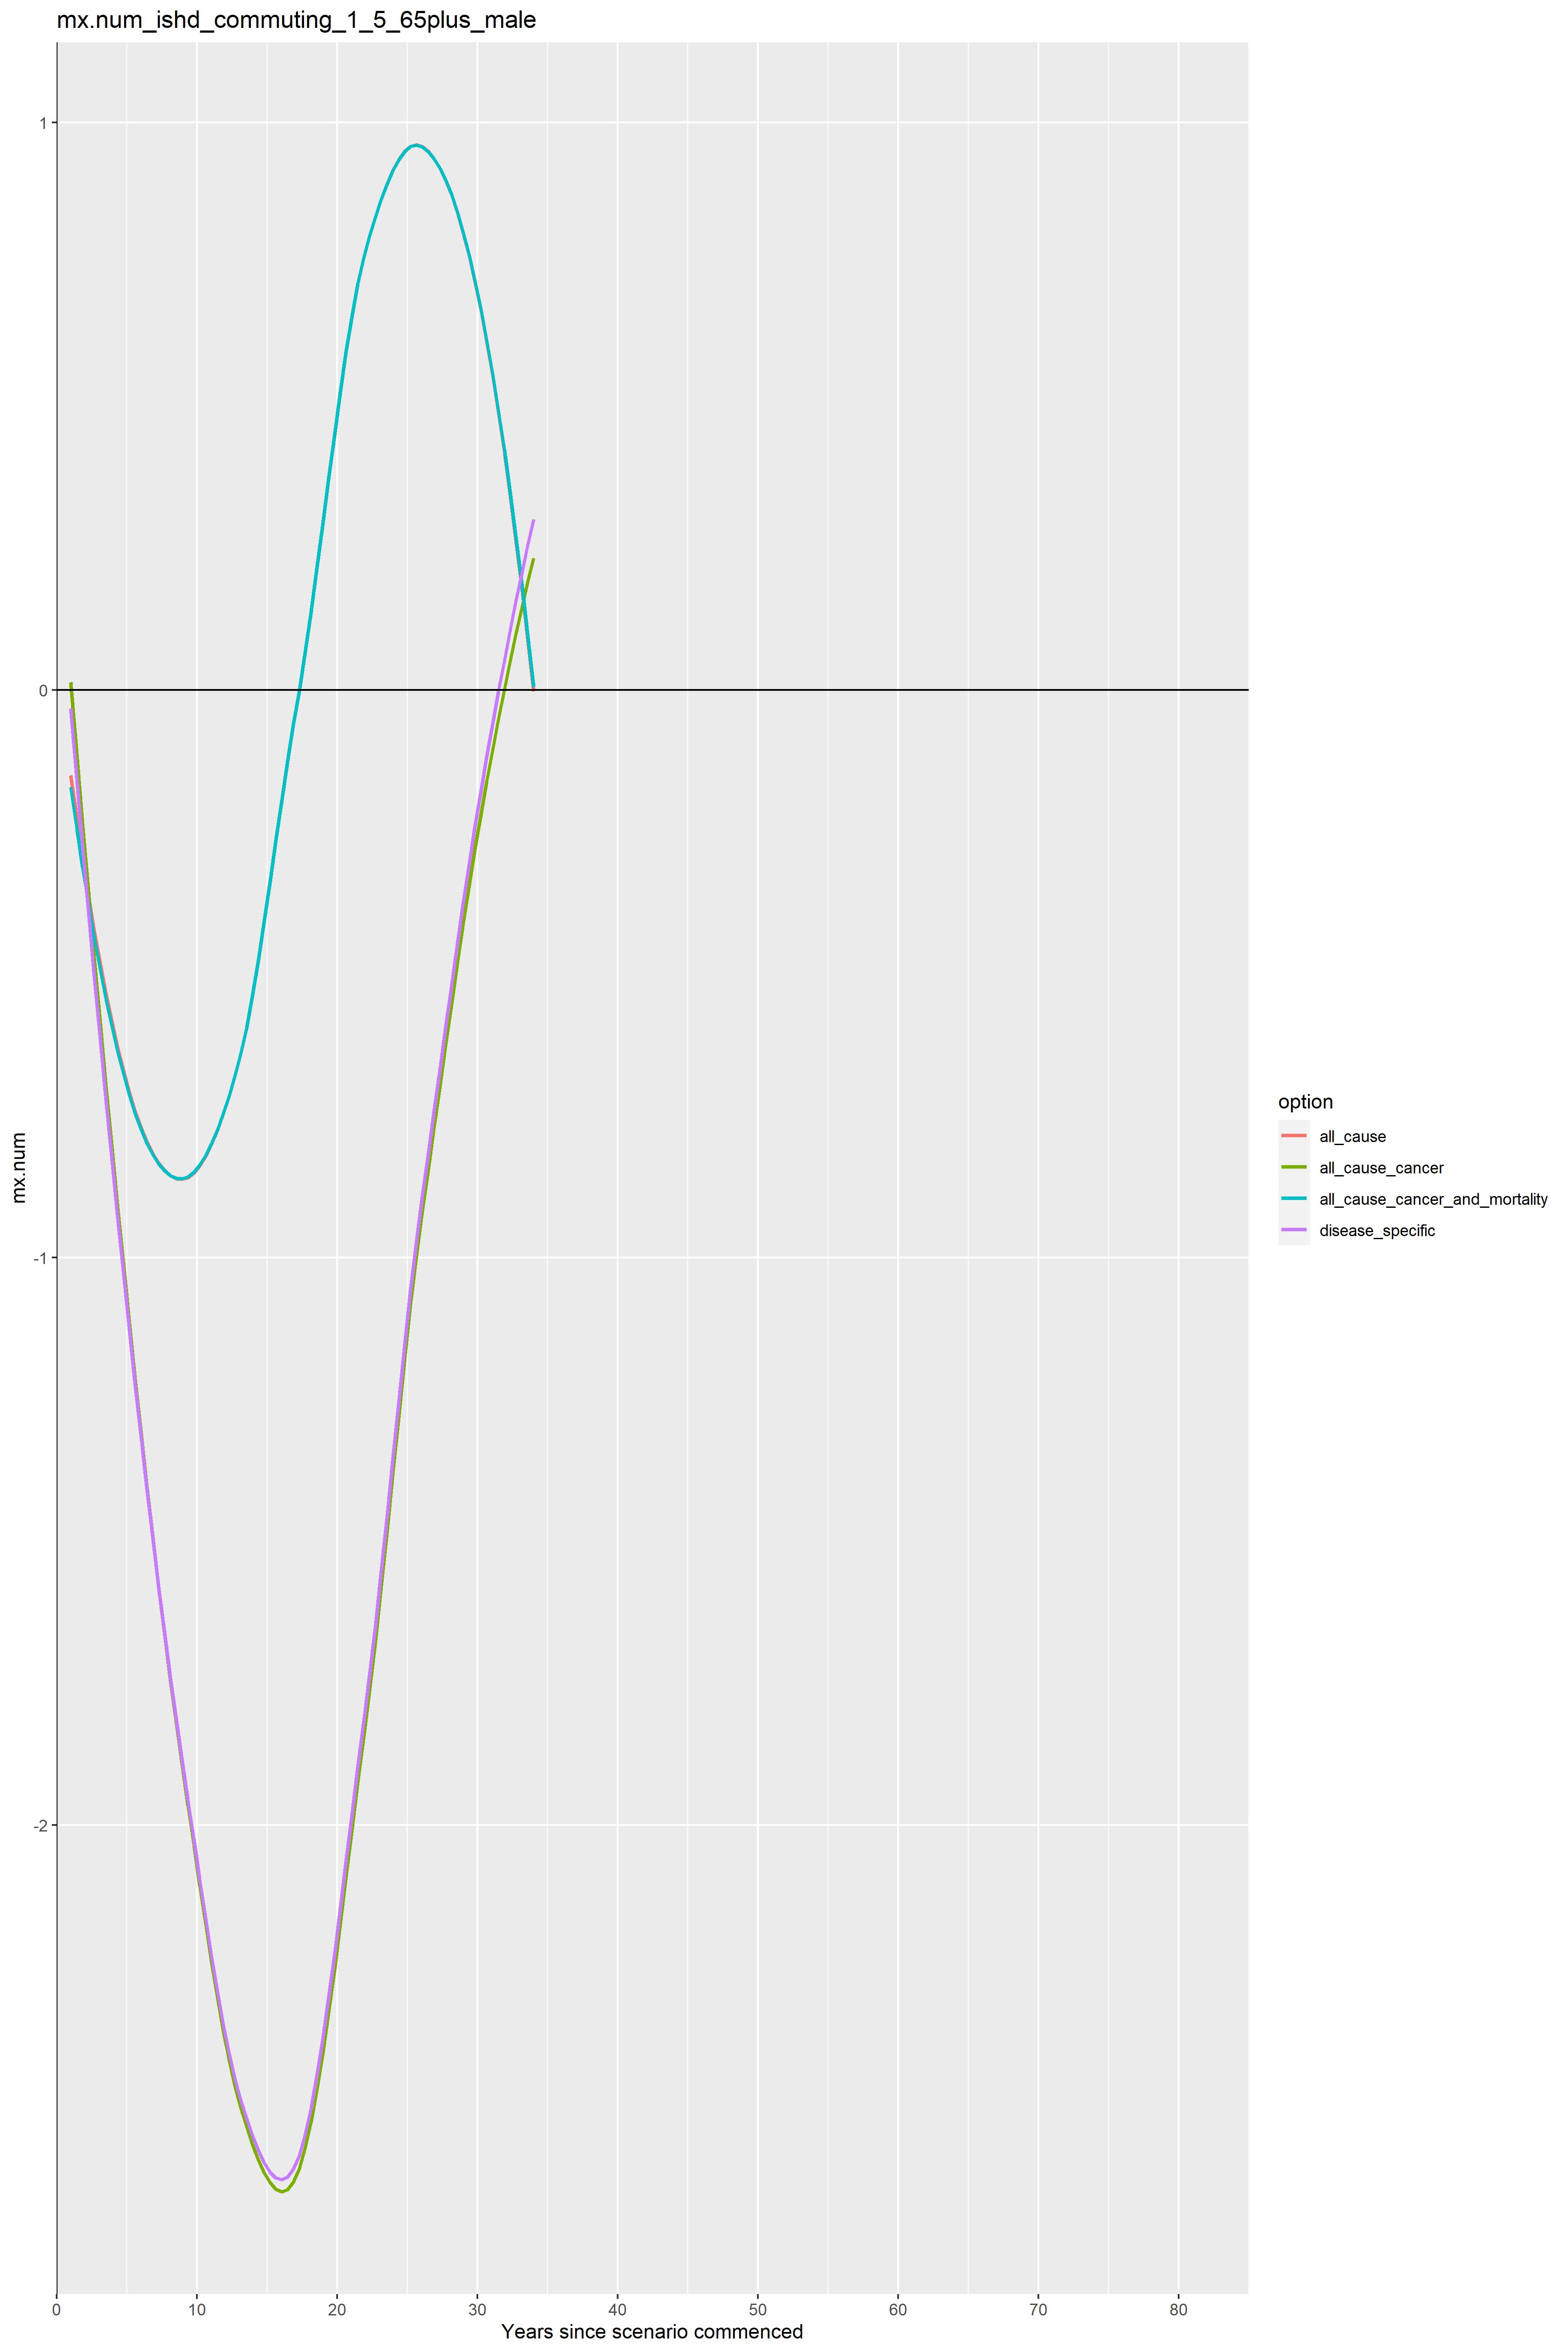 mx.num_ishd_commuting_1_5_65plus_male
1
0
-1
-2
mx.num
0 10 20 30 40 50 60 70 80
Years since scenario commenced
option
all_cause
all_cause_cancer
all_cause_cancer_and_mortality
disease_specific